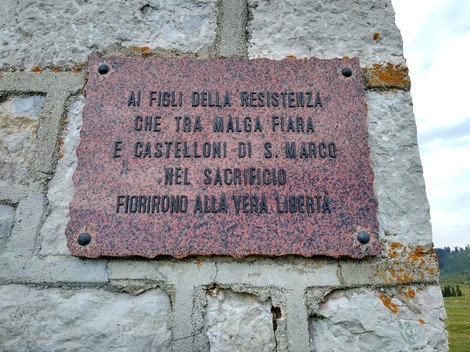 AI FIGLI DELLA RESISTENZA
CHE TRA MALGA FIARA
E CASTELLONI DI S. MARCO
NEL SACRIFICIO
FIORIRONO ALLA VERA LIBERTÀ